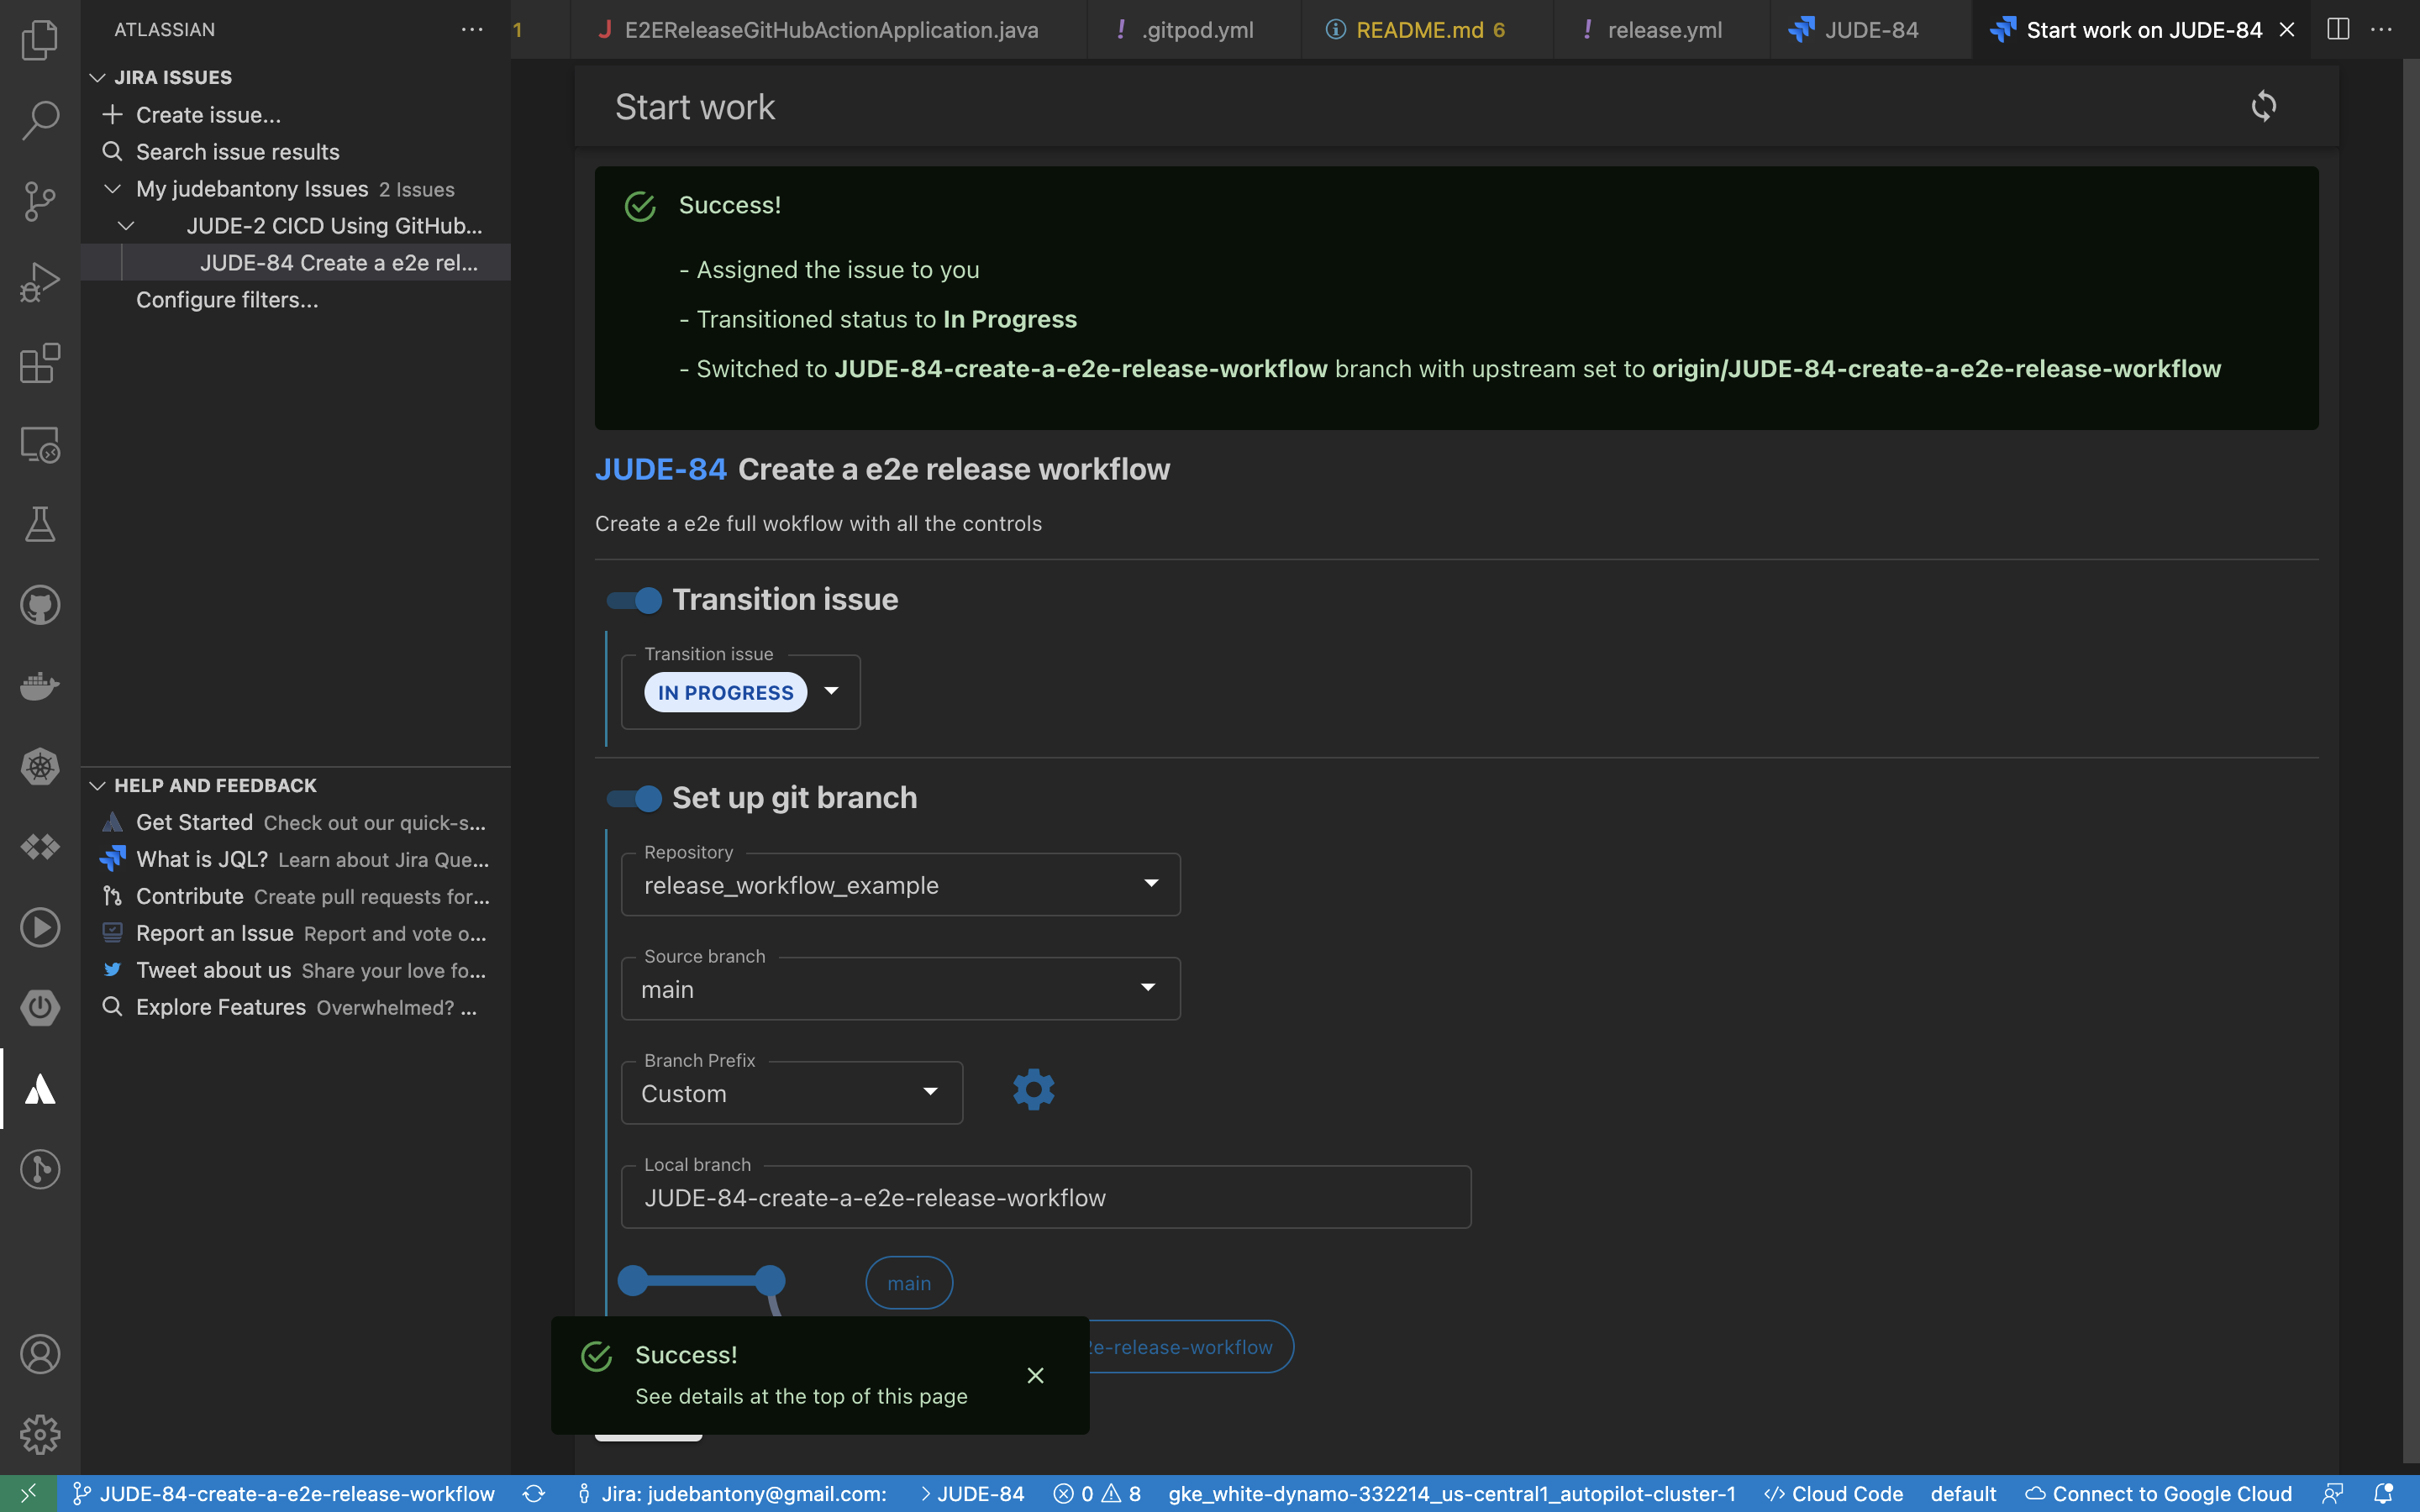 ATLASSIAN
JIRA ISSUES
Create issue...
Search issue results
My judebantony Issues 2 Issues
JUDE-2 CICD Using GitHub...
JUDE-84 Create a e2e rel...
Configure filters...
HELP AND FEEDBACK
Get Started Check out our quick-s...
What is JQL? Learn about Jira Que...
Contribute Create pull requests for...
Report an Issue Report and vote o...
Tweet about us Share your love fo...
Explore Features Overwhelmed? ...
1
J E2EReleaseGitHubActionApplication.java
! .gitpod.yml
README.md 6
! release.yml
JUDE-84
Start work on JUDE-84
Start work
Success!
- Assigned the issue to you
- Transitioned status to In Progress
- Switched to JUDE-84-create-a-e2e-release-workflow branch with upstream set to origin/JUDE-84-create-a-e2e-release-workflow
JUDE-84 Create a e2e release workflow
Create a e2e full wokflow with all the controls
Transition issue
Transition issue
IN PROGRESS
Set up git branch
Repository
release_workflow_example
Source branch
main
Branch Prefix
Custom
Local branch
JUDE-84-create-a-e2e-release-workflow
main
e-release-workflow
Success!
See details at the top of this page
JUDE-84-create-a-e2e-release-workflow
Jira: judebantony@gmail.com:
JUDE-84
0
8
gke_white-dynamo-332214_us-central1_autopilot-cluster-1
</> Cloud Code
default
Connect to Google Cloud